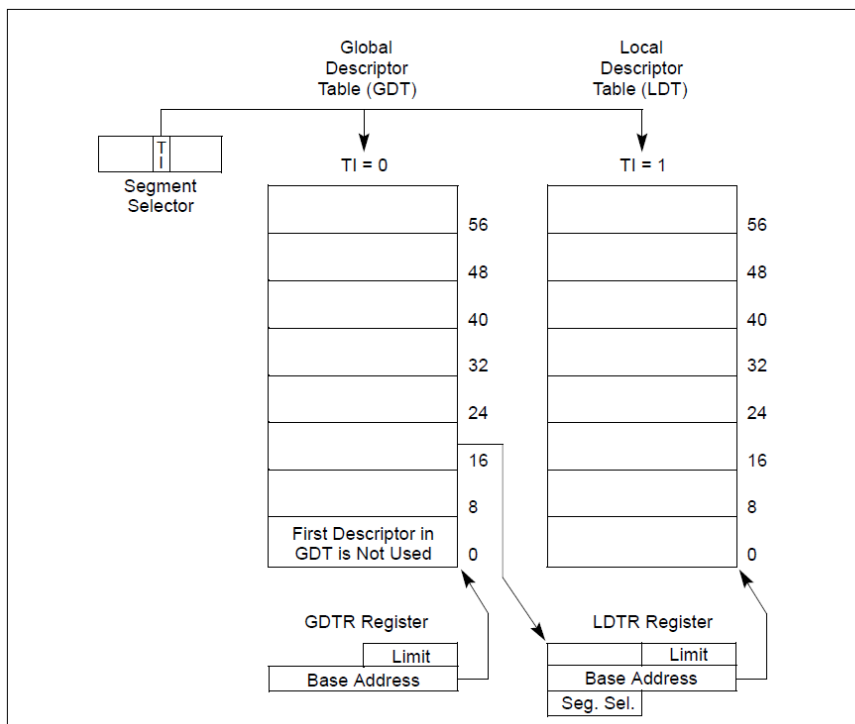 Global
Descriptor
Table (GDT)
Local
Descriptor
Table (LDT)
T
I
Segment
Selector
TI = 0
TI = 1
56
48
40
32
24
16
8
0
First Descriptor in
GDT is Not Used
56
48
40
32
24
16
8
0
GDTR Register
Limit
Base Address
LDTR Register
Limit
Base Address
Seg. Sel.